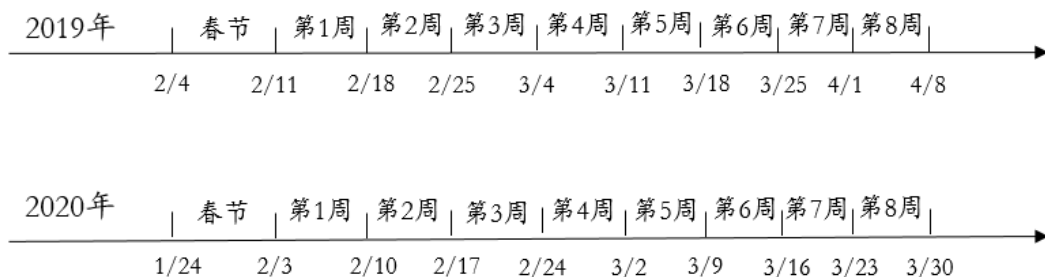 2019年 春节 第1周 第2周 第3周 第4周 第5周 第6周 第7周 第8周
2/4 2/11 2/18 2/25 3/4 3/11 3/18 3/25 4/1 4/8
2020年 春节 第1周 第2周 第3周 第4周 第5周 第6周 第7周 第8周
1/24 2/3 2/10 2/17 2/24 3/2 3/9 3/16 3/23 3/30